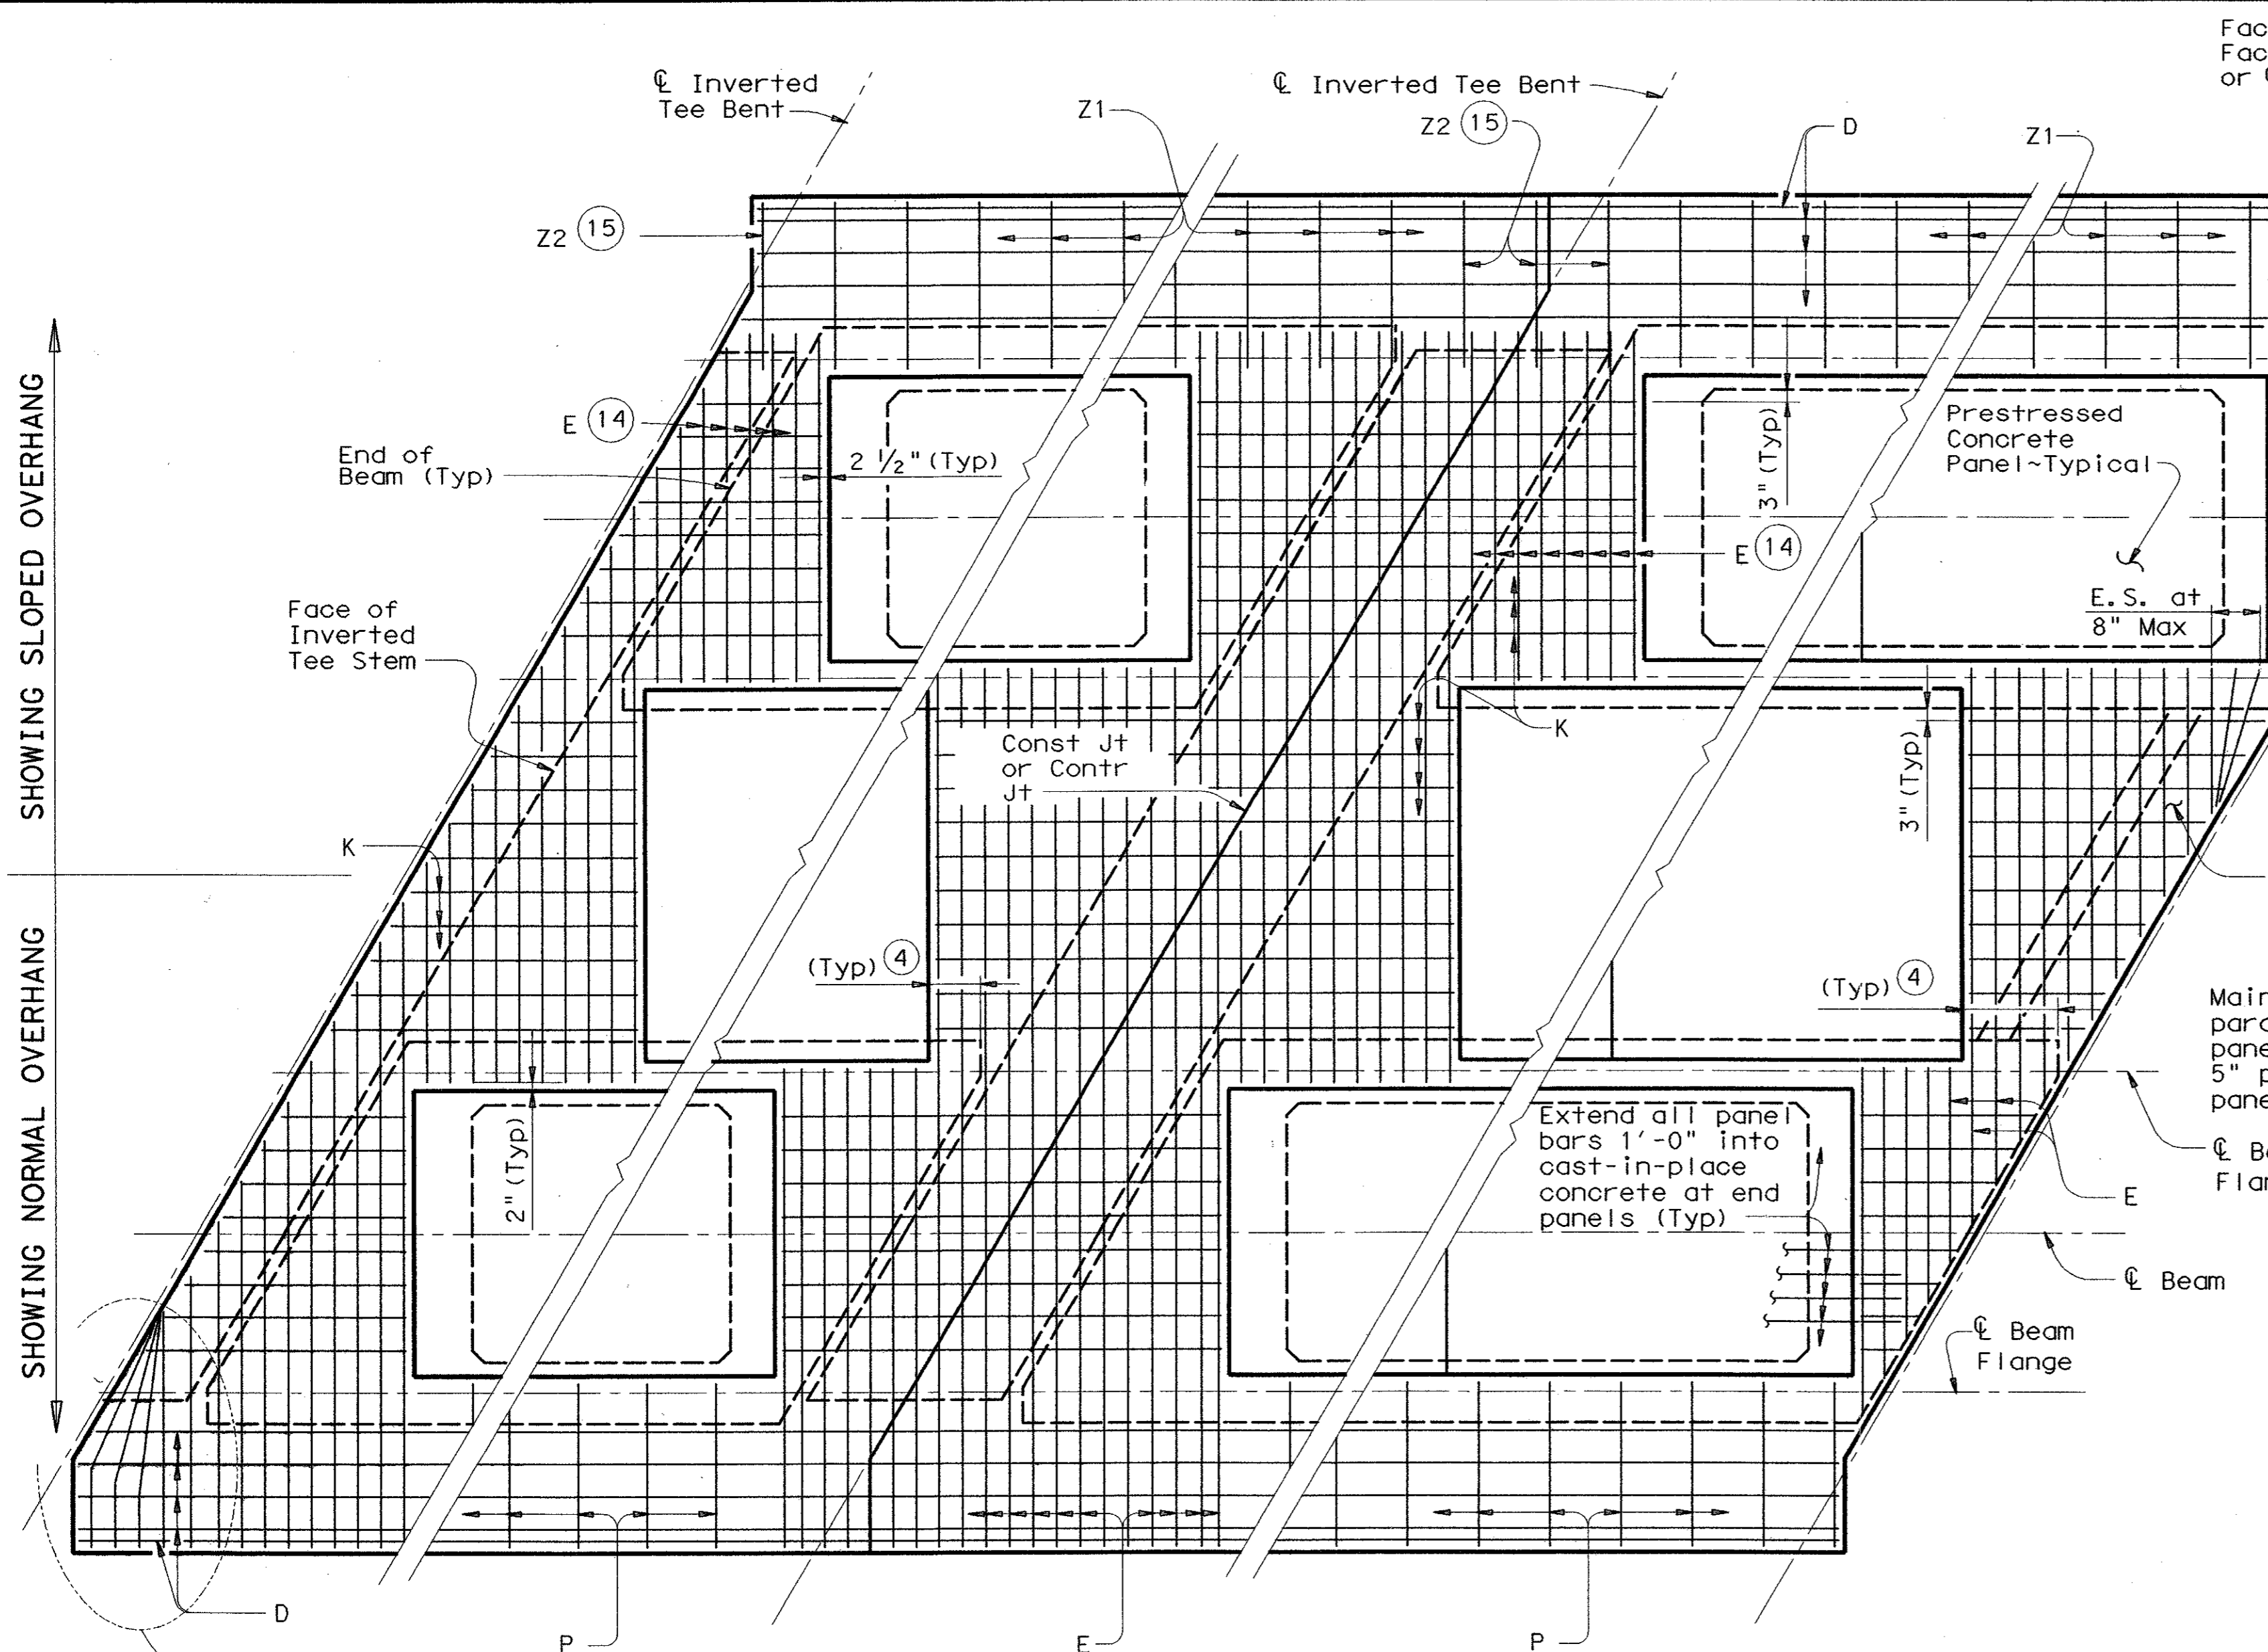 ℄ Inverted
Tee Bent
Z1
℄ Inverted Tee Bent
Z2 15
D
Z1
Fac
Fac
or
Z2 15
SHOWING SLOPED OVERHANG
E 14
End of
Beam (Typ)
2 1/2" (Typ)
3" (Typ)
Prestressed
Concrete
Panel~Typical
E 14
E.S. at
8" Max
Face of
Inverted
Tee Stem
K
Const Jt
or Contr
Jt
3" (Typ)
K
SHOWING NORMAL OVERHANG
(Typ) 4
(Typ) 4
Main
para
pane
5" p
pane
2" (Typ)
Extend all panel
bars 1'-0" into
cast-in-place
concrete at end
panels (Typ)
℄ Be
Flan
E
℄ Beam
℄ Beam
Flange
D
P
E
P